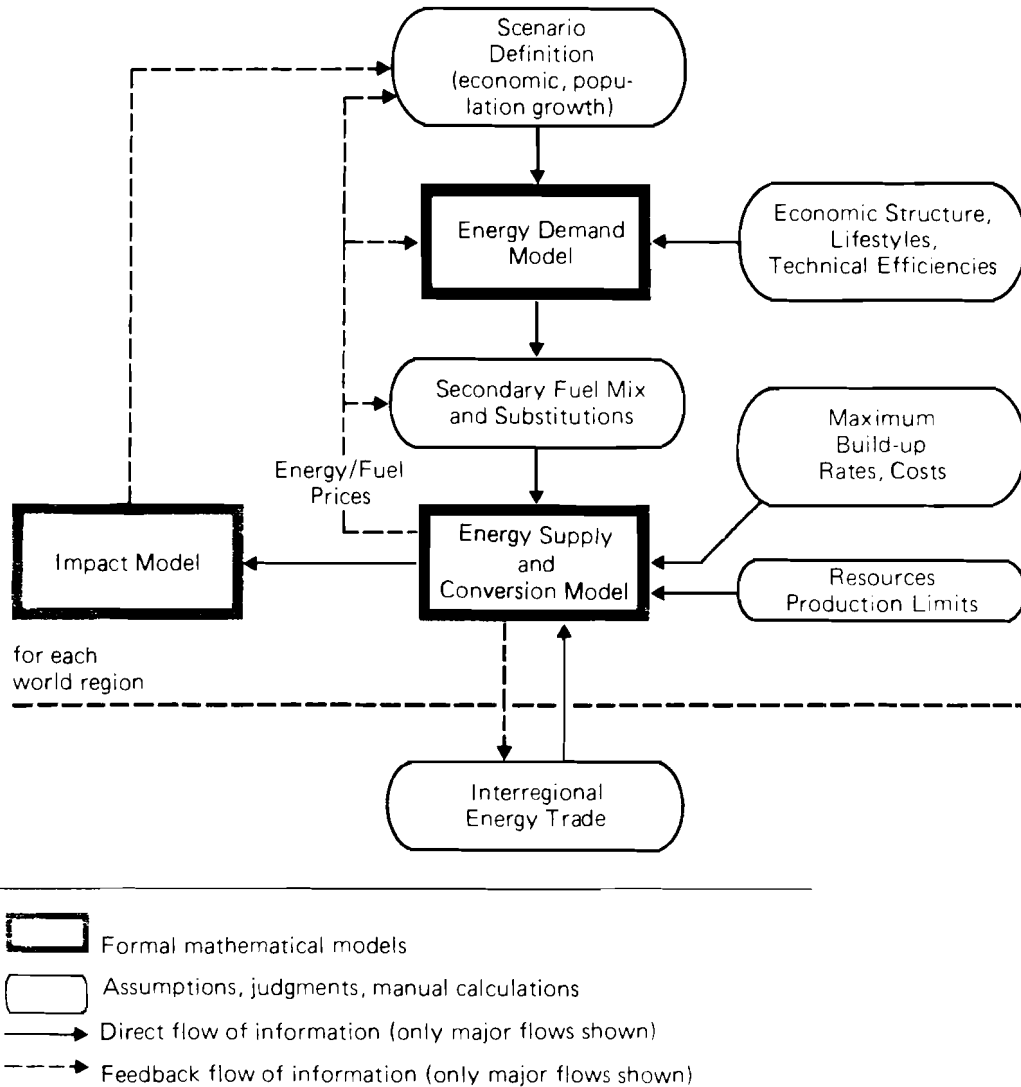 Scenario
Definition
(economic, popu-
lation growth)
Energy Demand
Model
Economic Structure,
Lifestyles,
Technical Efficiencies
Secondary Fuel Mix
and Substitutions
Maximum
Build-up
Rates, Costs
Energy/Fuel
Prices
Impact Model
Energy Supply
and
Conversion Model
Resources
Production Limits
for each
world region
Interregional
Energy Trade
Formal mathematical models
Assumptions, judgments, manual calculations
Direct flow of information (only major flows shown)
Feedback flow of information (only major flows shown)